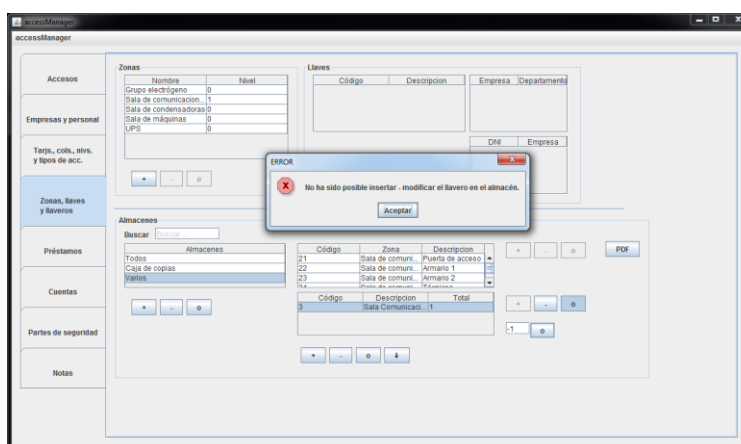 accessManager
accessManager
Accesos
Empresas y personal
Tarjs., cols., nivs.
y tipos de acc.
Zonas, llaves
y llaveros
Préstamos
Cuentas
Partes de seguridad
Notas
Zonas
Nombre Nivel
Grupo electrógeno 0
Sala de comunicacion... 1
Sala de condensadoras 0
Sala de máquinas 0
UPS 0
+ - o
Llaves
Código Descripcion
Empresa Departamento
DNI Empresa
ERROR
No ha sido posible insertar - modificar el llavero en el almacén.
Aceptar
Almacenes
Buscar Buscar...
Almacenes
Todos
Caja de copias
Varios
+ - o
Código Zona Descripcion
21 Sala de comuni... Puerta de acceso
22 Sala de comuni... Armario 1
23 Sala de comuni... Armario 2
24 Sala de comuni... Técnicos
+ - o
PDF
Código Descripcion Total
3 Sala Comunicaci... 1
+ - o
-1 o
+ - o